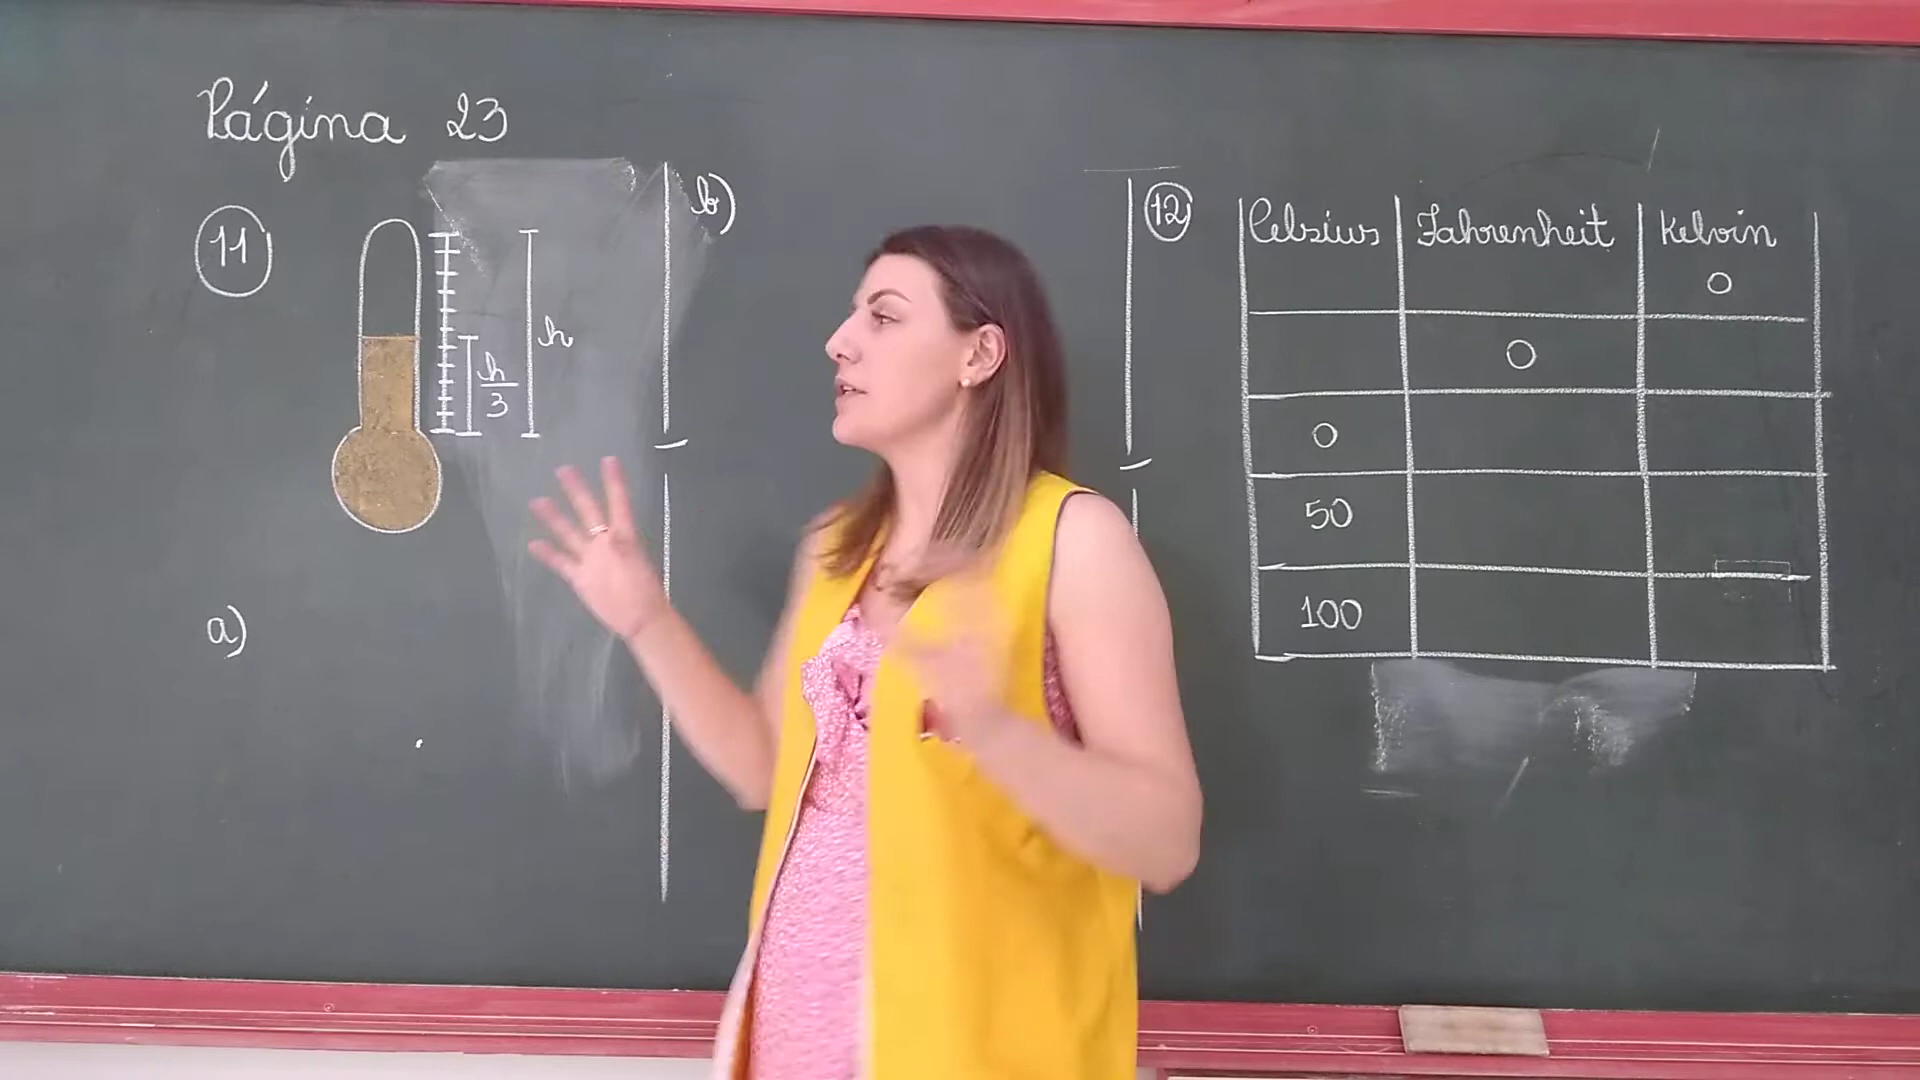 Página 23
11
h
h
3
a)
b)
12
Celsius Fahrenheit Kelvin
0
0
0
50
100